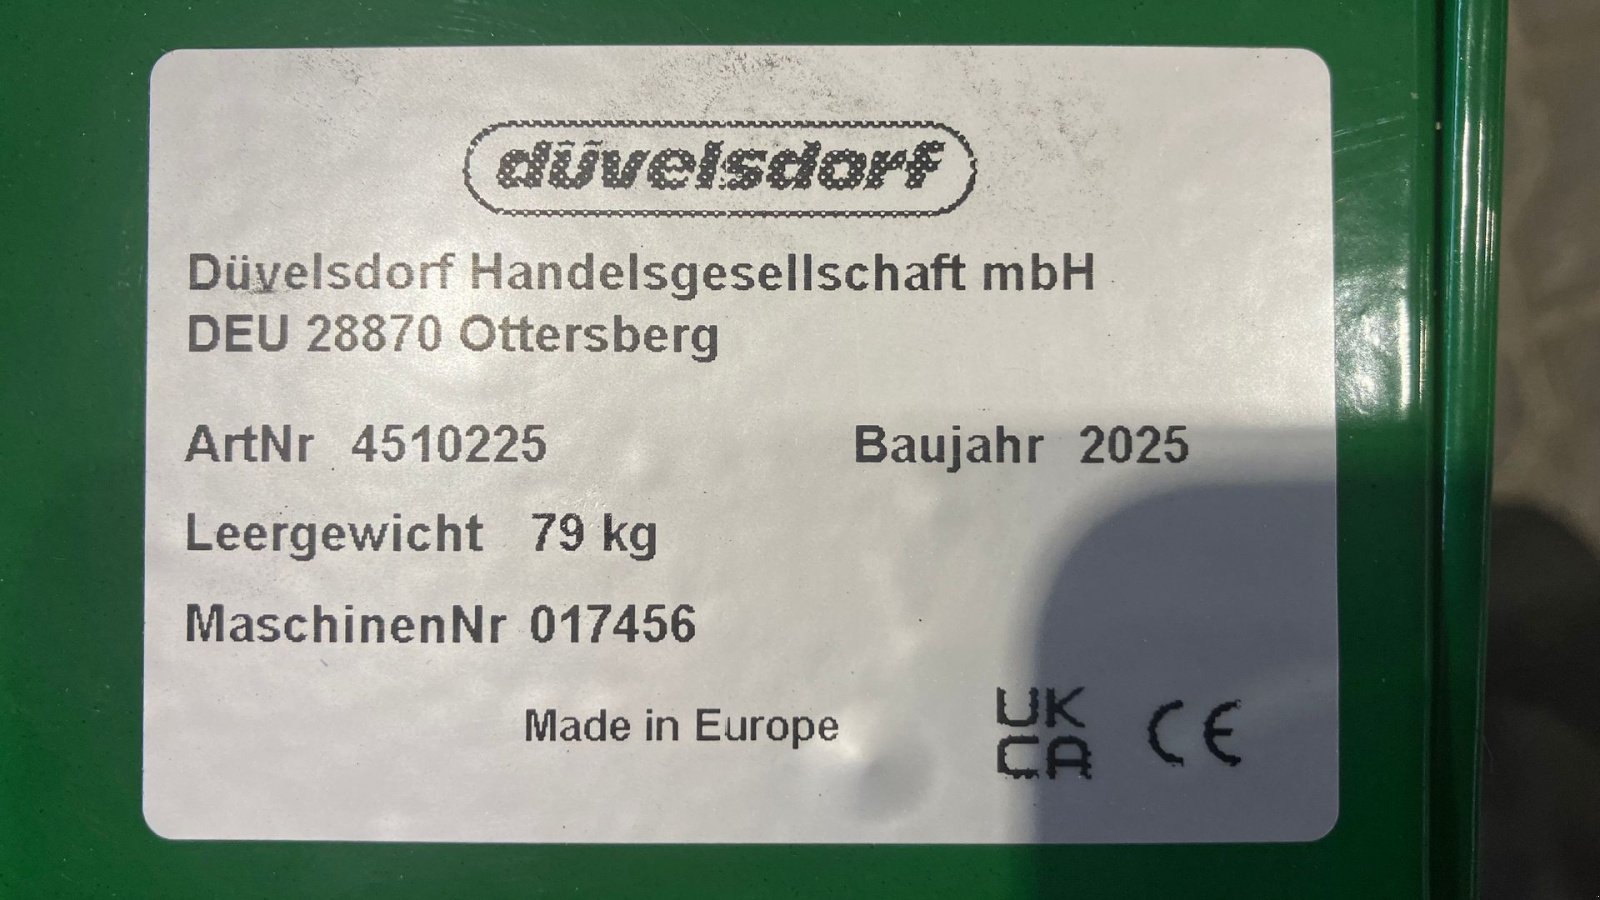 düvelsdorf
Düvelsdorf Handelsgesellschaft mbH
DEU 28870 Ottersberg
ArtNr 4510225 Baujahr 2025
Leergewicht 79 kg
MaschinenNr 017456
Made in Europe UK CA CE